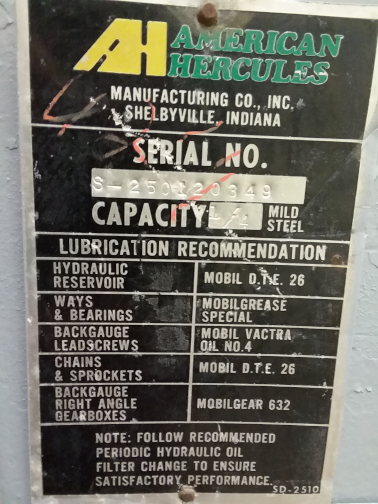 AH AMERICAN
HERCULES
MANUFACTURING CO., INC.
SHELBYVILLE, INDIANA
SERIAL NO.
CAPACITY MILD
STEEL
LUBRICATION RECOMMENDATION
HYDRAULIC
RESERVOIR
MOBIL D.T.E. 26
WAYS
& BEARINGS
MOBILGREASE
SPECIAL
BACKGAUGE
LEADSCREWS
MOBIL VACTRA
OIL NO.4
CHAINS
& SPROCKETS
MOBIL D.T.E. 26
BACKGAUGE
RIGHT ANGLE
GEARBOXES
MOBILGEAR 632
NOTE: FOLLOW RECOMMENDED
PERIODIC HYDRAULIC OIL
FILTER CHANGE TO ENSURE
SATISFACTORY PERFORMANCE.
SD-2510